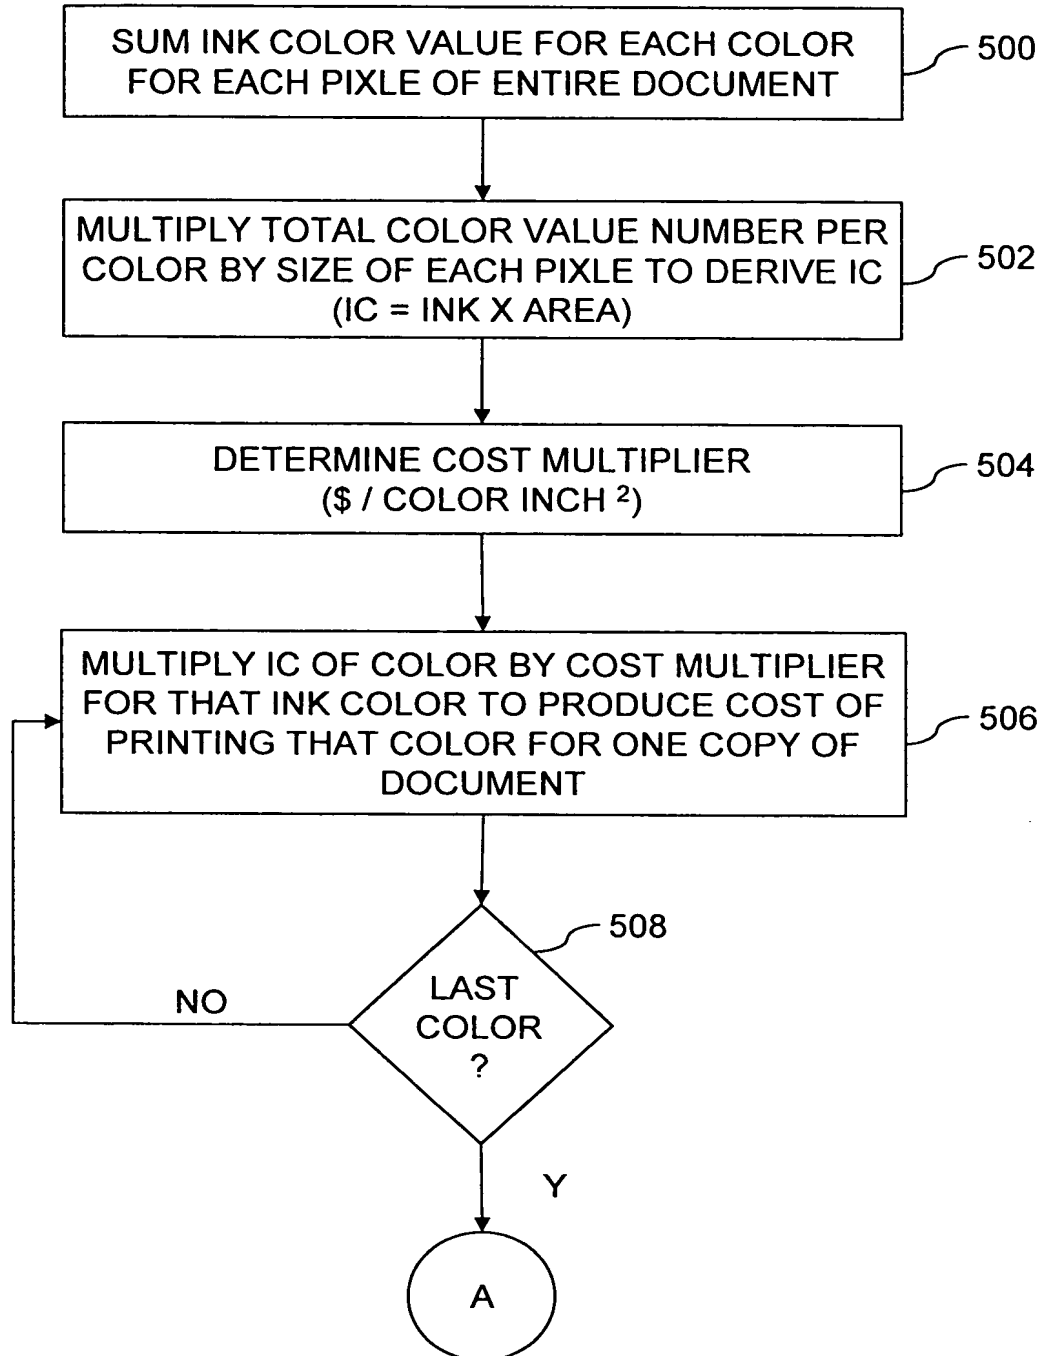 SUM INK COLOR VALUE FOR EACH COLOR
FOR EACH PIXLE OF ENTIRE DOCUMENT
500
MULTIPLY TOTAL COLOR VALUE NUMBER PER
COLOR BY SIZE OF EACH PIXLE TO DERIVE IC
(IC = INK X AREA)
502
DETERMINE COST MULTIPLIER
($ / COLOR INCH ²)
504
MULTIPLY IC OF COLOR BY COST MULTIPLIER
FOR THAT INK COLOR TO PRODUCE COST OF
PRINTING THAT COLOR FOR ONE COPY OF
DOCUMENT
506
508
LAST
COLOR
?
NO
Y
A